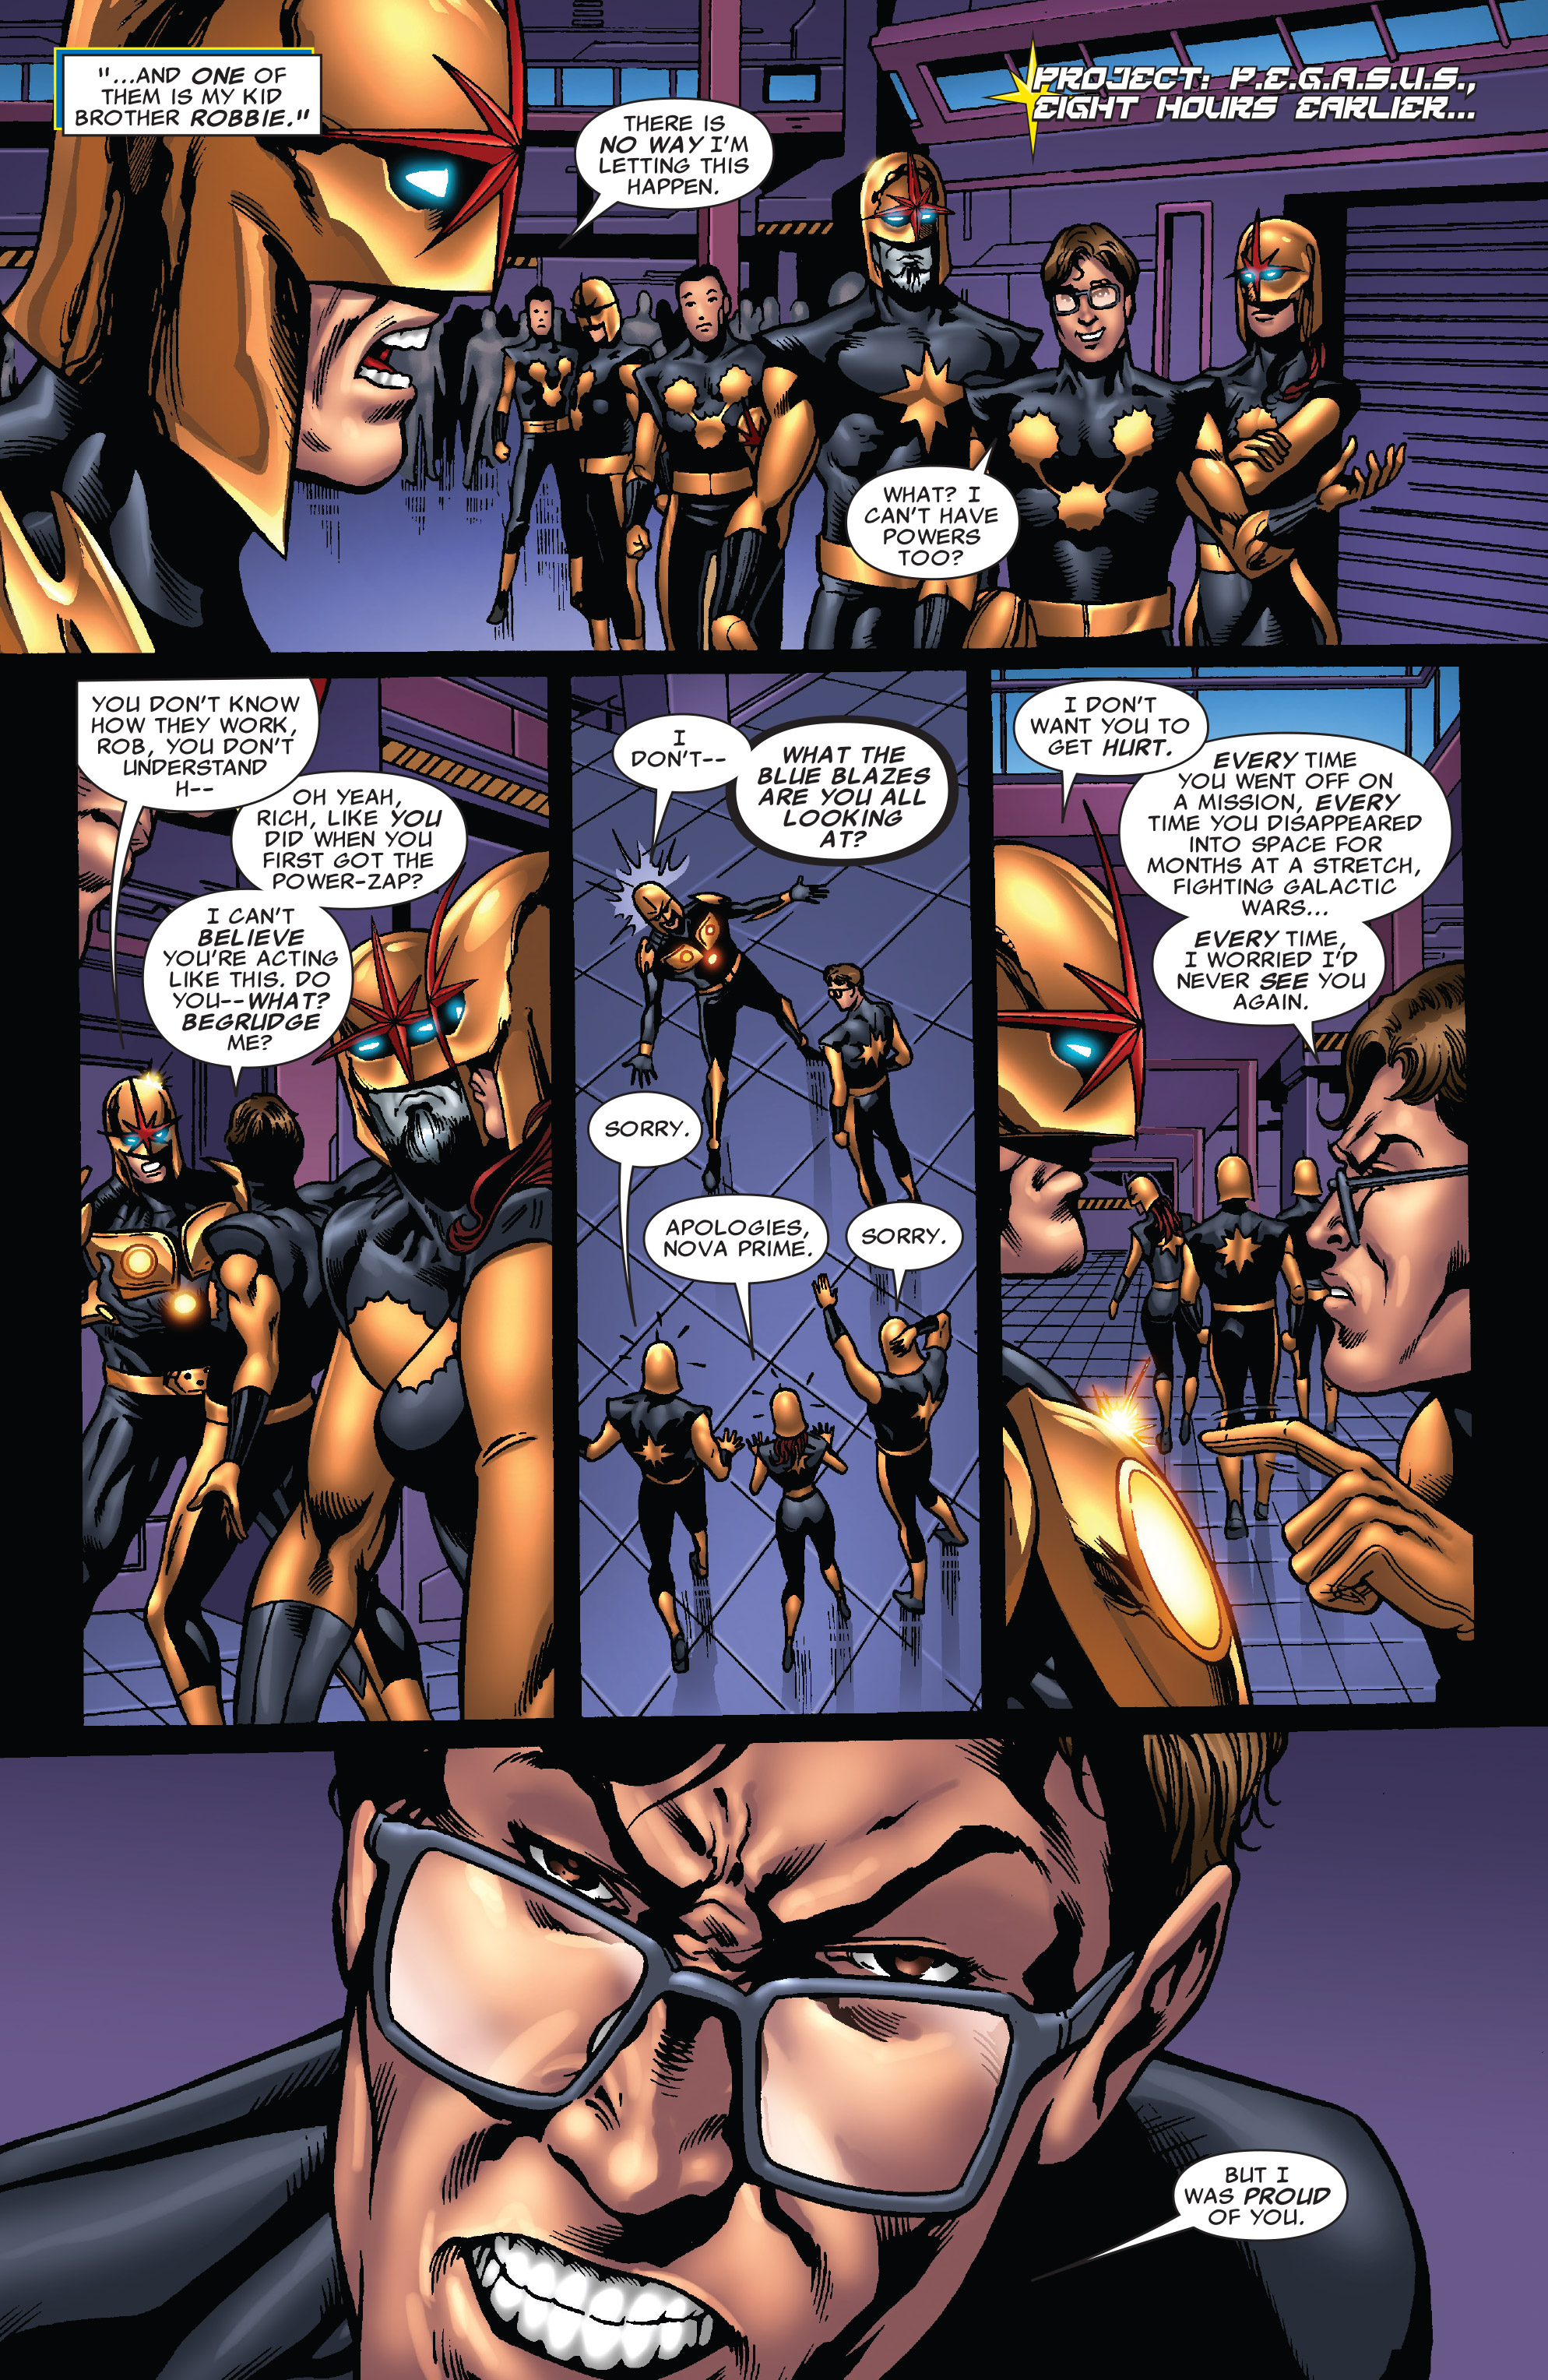 "...AND ONE OF
THEM IS MY KID
BROTHER ROBBIE."
PROJECT: P.E.G.A.S.U.S.,
EIGHT HOURS EARLIER...
THERE IS
NO WAY I'M
LETTING THIS
HAPPEN.
WHAT? I
CAN'T HAVE
POWERS
TOO?
YOU DON'T KNOW
HOW THEY WORK,
ROB, YOU DON'T
UNDERSTAND
H--
OH YEAH,
RICH, LIKE YOU
DID WHEN YOU
FIRST GOT THE
POWER-ZAP?
I CAN'T
BELIEVE
YOU'RE ACTING
LIKE THIS. DO
YOU--WHAT?
BEGRUDGE
ME?
I
DON'T--
WHAT THE
BLUE BLAZES
ARE YOU ALL
LOOKING
AT?
SORRY.
APOLOGIES,
NOVA PRIME.
SORRY.
I DON'T
WANT YOU TO
GET HURT.
EVERY TIME
YOU WENT OFF ON
A MISSION, EVERY
TIME YOU DISAPPEARED
INTO SPACE FOR
MONTHS AT A STRETCH,
FIGHTING GALACTIC
WARS...
EVERY TIME,
I WORRIED I'D
NEVER SEE YOU
AGAIN.
BUT I
WAS PROUD
OF YOU.